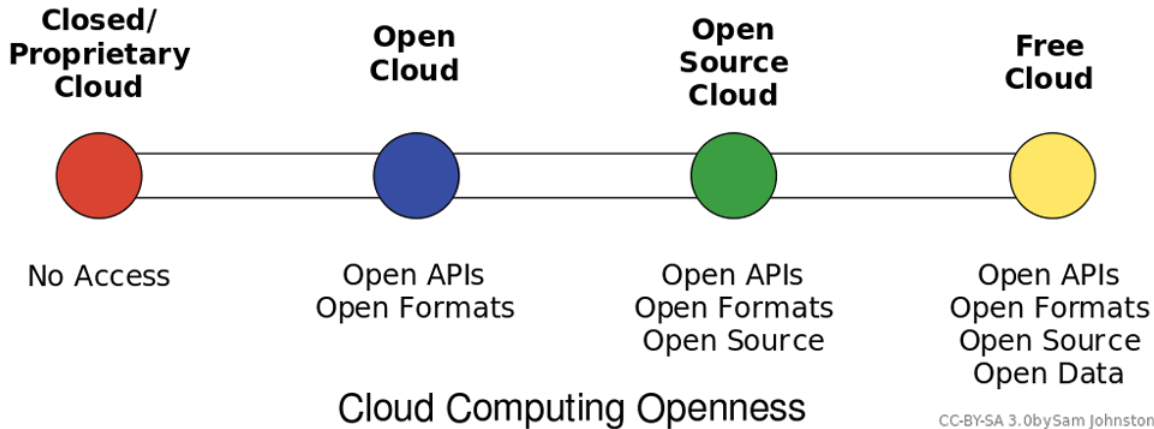 Closed/
Proprietary
Cloud
Open
Cloud
Open
Source
Cloud
Free
Cloud
No Access
Open APIs
Open Formats
Open APIs
Open Formats
Open Source
Open APIs
Open Formats
Open Source
Open Data
Cloud Computing Openness
CC-BY-SA 3.0bySam Johnston